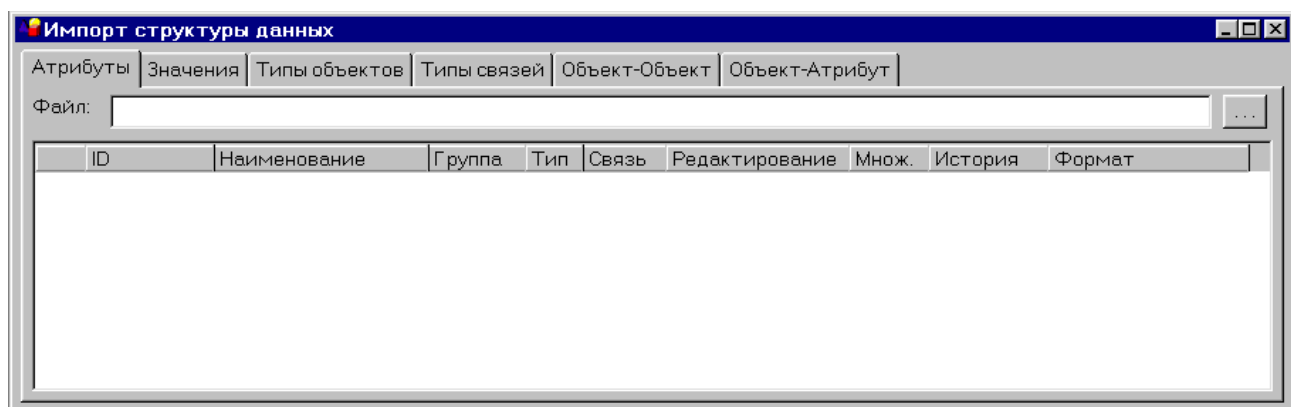 Импорт структуры данных
Атрибуты Значения Типы объектов Типы связей Объект-Объект Объект-Атрибут
Файл: ...
ID Наименование Группа Тип Связь Редактирование Множ. История Формат